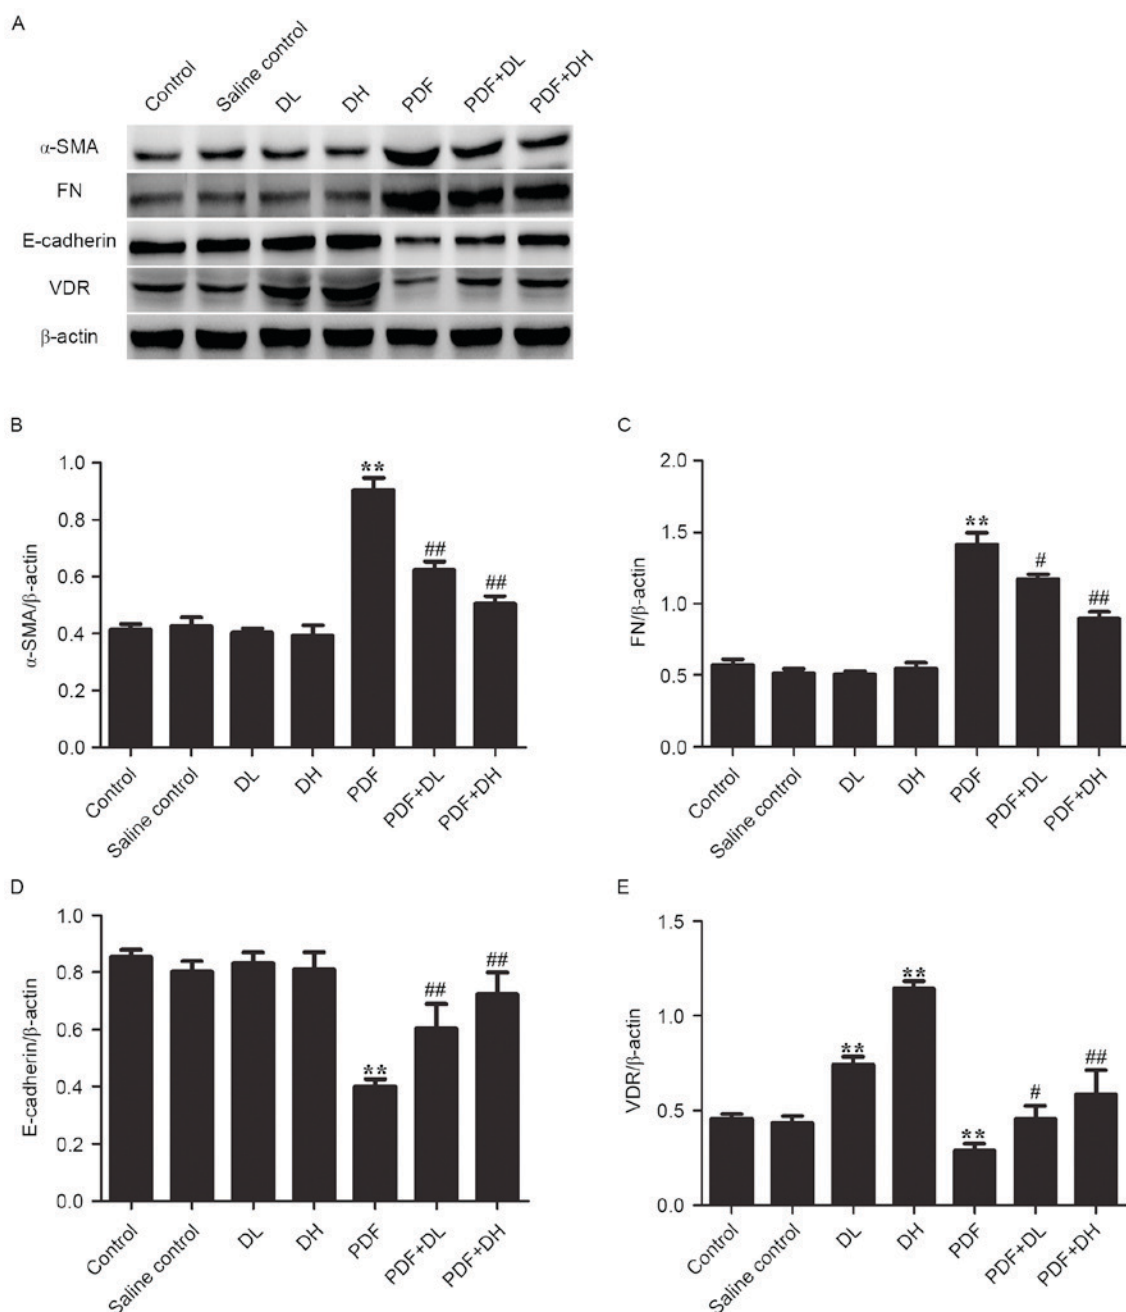 A
Control Saline control DL DH PDF PDF+DL PDF+DH
α-SMA
FN
E-cadherin
VDR
β-actin
B
α-SMA/β-actin
1.0
0.8
0.6
0.4
0.2
0.0
**
##
##
Control Saline control DL DH PDF PDF+DL PDF+DH
C
FN/β-actin
2.0
1.5
1.0
0.5
0.0
**
#
##
Control Saline control DL DH PDF PDF+DL PDF+DH
D
E-cadherin/β-actin
1.0
0.8
0.6
0.4
0.2
0.0
**
##
##
Control Saline control DL DH PDF PDF+DL PDF+DH
E
VDR/β-actin
1.5
1.0
0.5
0.0
**
**
**
#
##
Control Saline control DL DH PDF PDF+DL PDF+DH